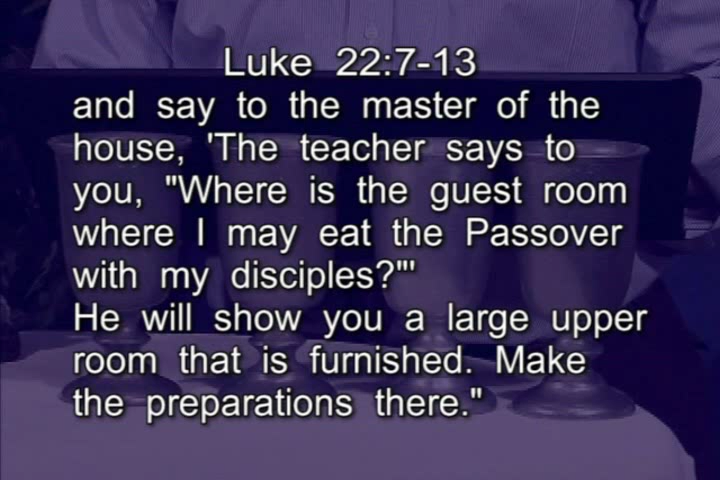 Luke 22:7-13
and say to the master of the
house, 'The teacher says to
you, "Where is the guest room
where I may eat the Passover
with my disciples?"'
He will show you a large upper
room that is furnished. Make
the preparations there."